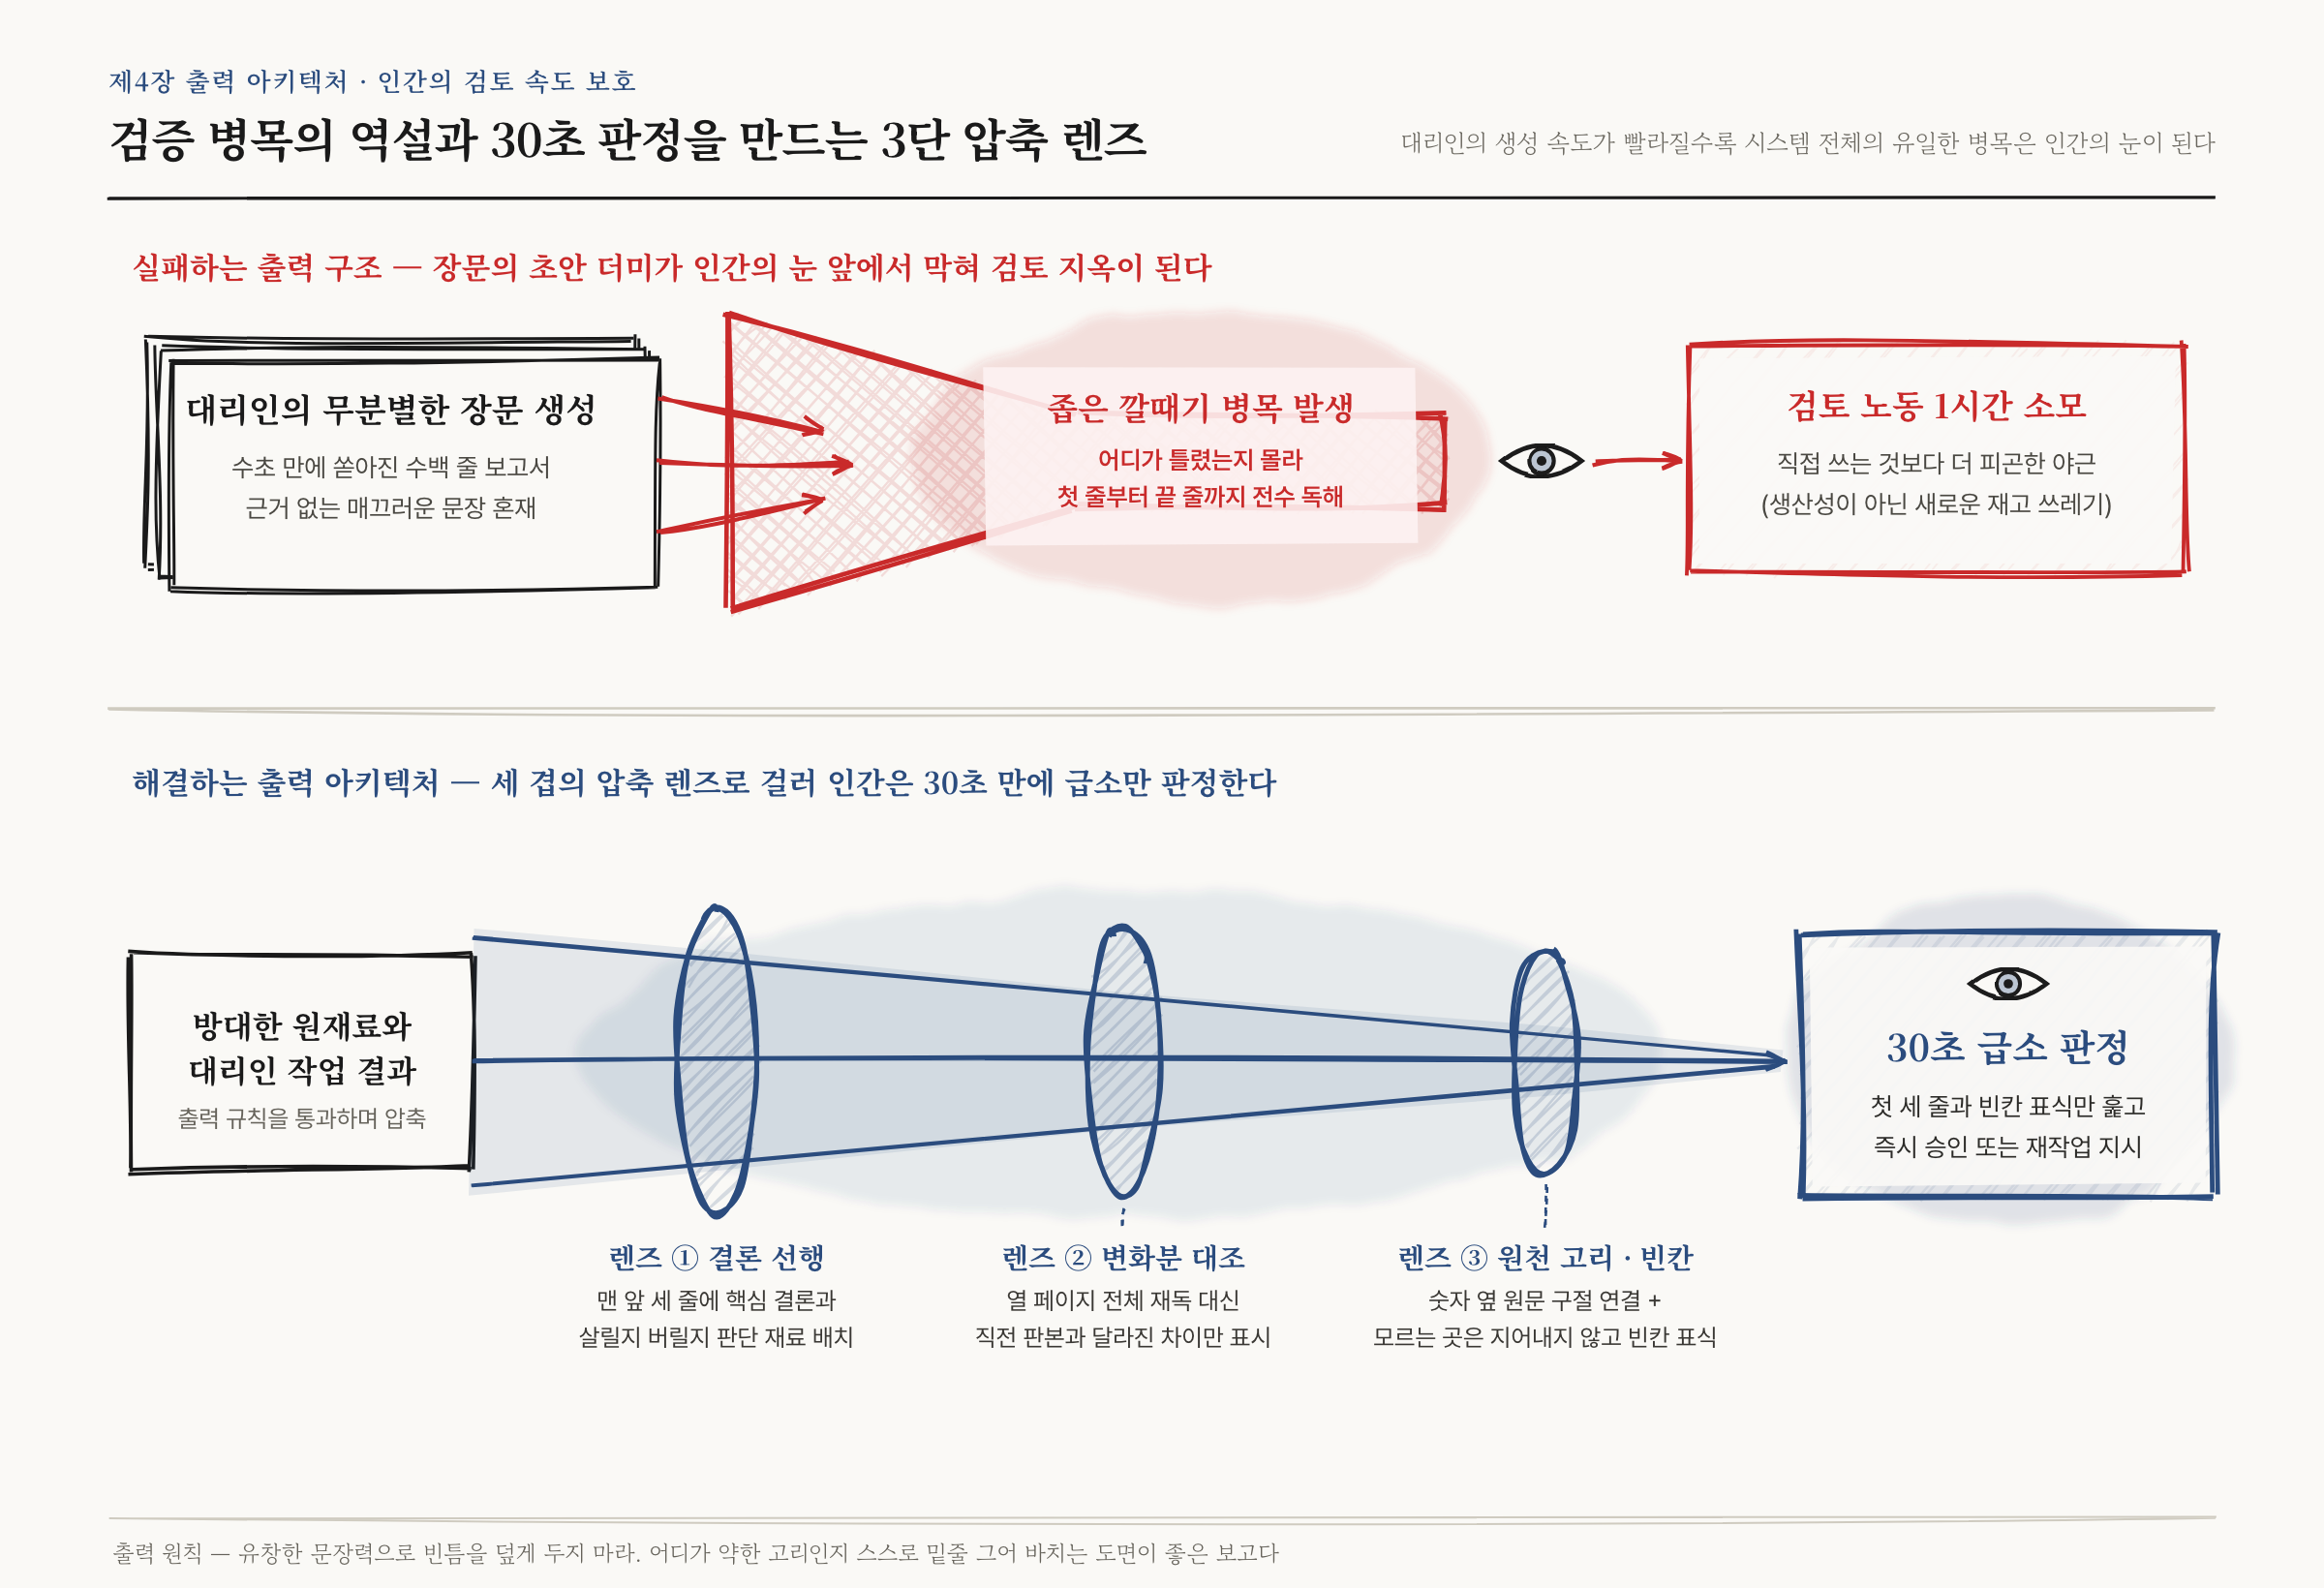 제4장 출력 아키텍처 · 인간의 검토 속도 보호
검증 병목의 역설과 30초 판정을 만드는 3단 압축 렌즈
대리인의 생성 속도가 빨라질수록 시스템 전체의 유일한 병목은 인간의 눈이 된다
실패하는 출력 구조 — 장문의 초안 더미가 인간의 눈 앞에서 막혀 검토 지옥이 된다
대리인의 무분별한 장문 생성
수초 만에 쏟아진 수백 줄 보고서
근거 없는 매끄러운 문장 혼재
좁은 깔때기 병목 발생
어디가 틀렸는지 몰라
첫 줄부터 끝 줄까지 전수 독해
검토 노동 1시간 소모
직접 쓰는 것보다 더 피곤한 야근
(생산성이 아닌 새로운 재고 쓰레기)
해결하는 출력 아키텍처 — 세 겹의 압축 렌즈로 걸러 인간은 30초 만에 급소만 판정한다
방대한 원재료와
대리인 작업 결과
출력 규칙을 통과하며 압축
렌즈 ① 결론 선행
맨 앞 세 줄에 핵심 결론과
살릴지 버릴지 판단 재료 배치
렌즈 ② 변화분 대조
열 페이지 전체 재독 대신
직전 판본과 달라진 차이만 표시
렌즈 ③ 원천 고리 · 빈칸
숫자 옆 원문 구절 연결 +
모르는 곳은 지어내지 않고 빈칸 표식
30초 급소 판정
첫 세 줄과 빈칸 표식만 훑고
즉시 승인 또는 재작업 지시
출력 원칙 — 유창한 문장력으로 빈틈을 덮게 두지 마라. 어디가 약한 고리인지 스스로 밑줄 그어 바치는 도면이 좋은 보고다